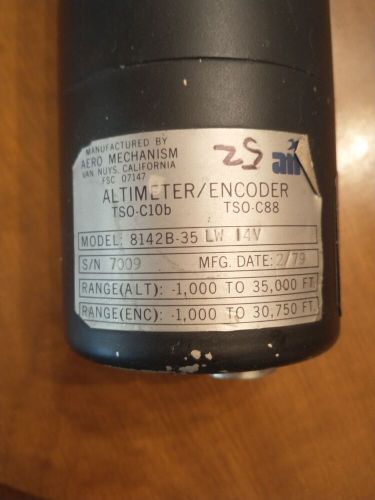 MANUFACTURED BY
AERO MECHANISM
VAN NUYS, CALIFORNIA
FSC 07147
ALTIMETER/ENCODER
TSO-C10b TSO-C88
MODEL: 8142B-35 LW 14V
S/N 7009 MFG. DATE: 2/79
RANGE(ALT): -1,000 TO 35,000 FT.
RANGE(ENC): -1,000 TO 30,750 FT.